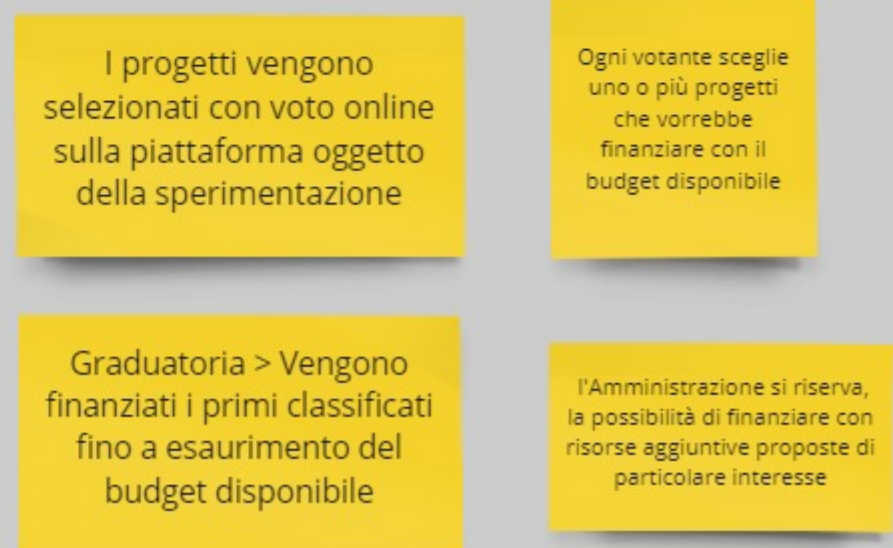 I progetti vengono
selezionati con voto online
sulla piattaforma oggetto
della sperimentazione
Ogni votante sceglie
uno o più progetti
che vorrebbe
finanziare con il
budget disponibile
Graduatoria > Vengono
finanziati i primi classificati
fino a esaurimento del
budget disponibile
l'Amministrazione si riserva,
la possibilità di finanziare con
risorse aggiuntive proposte di
particolare interesse